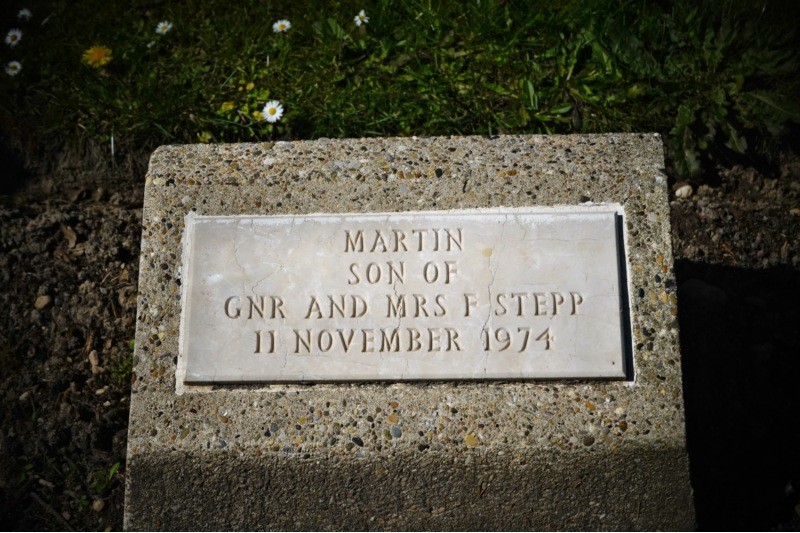 MARTIN
SON OF
GNR AND MRS F STEPP
11 NOVEMBER 1974